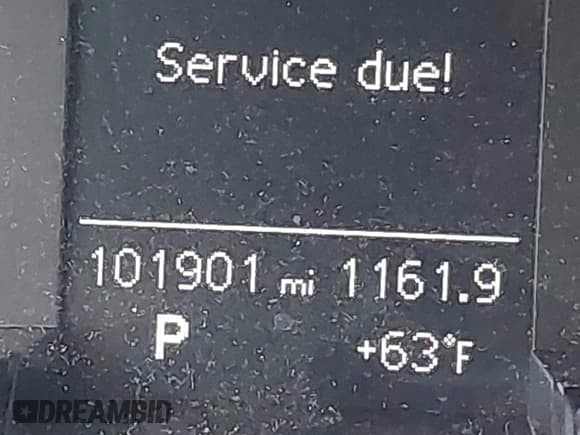 Service due!
101901 mi 1161.9
P +63°F
DREAMBID